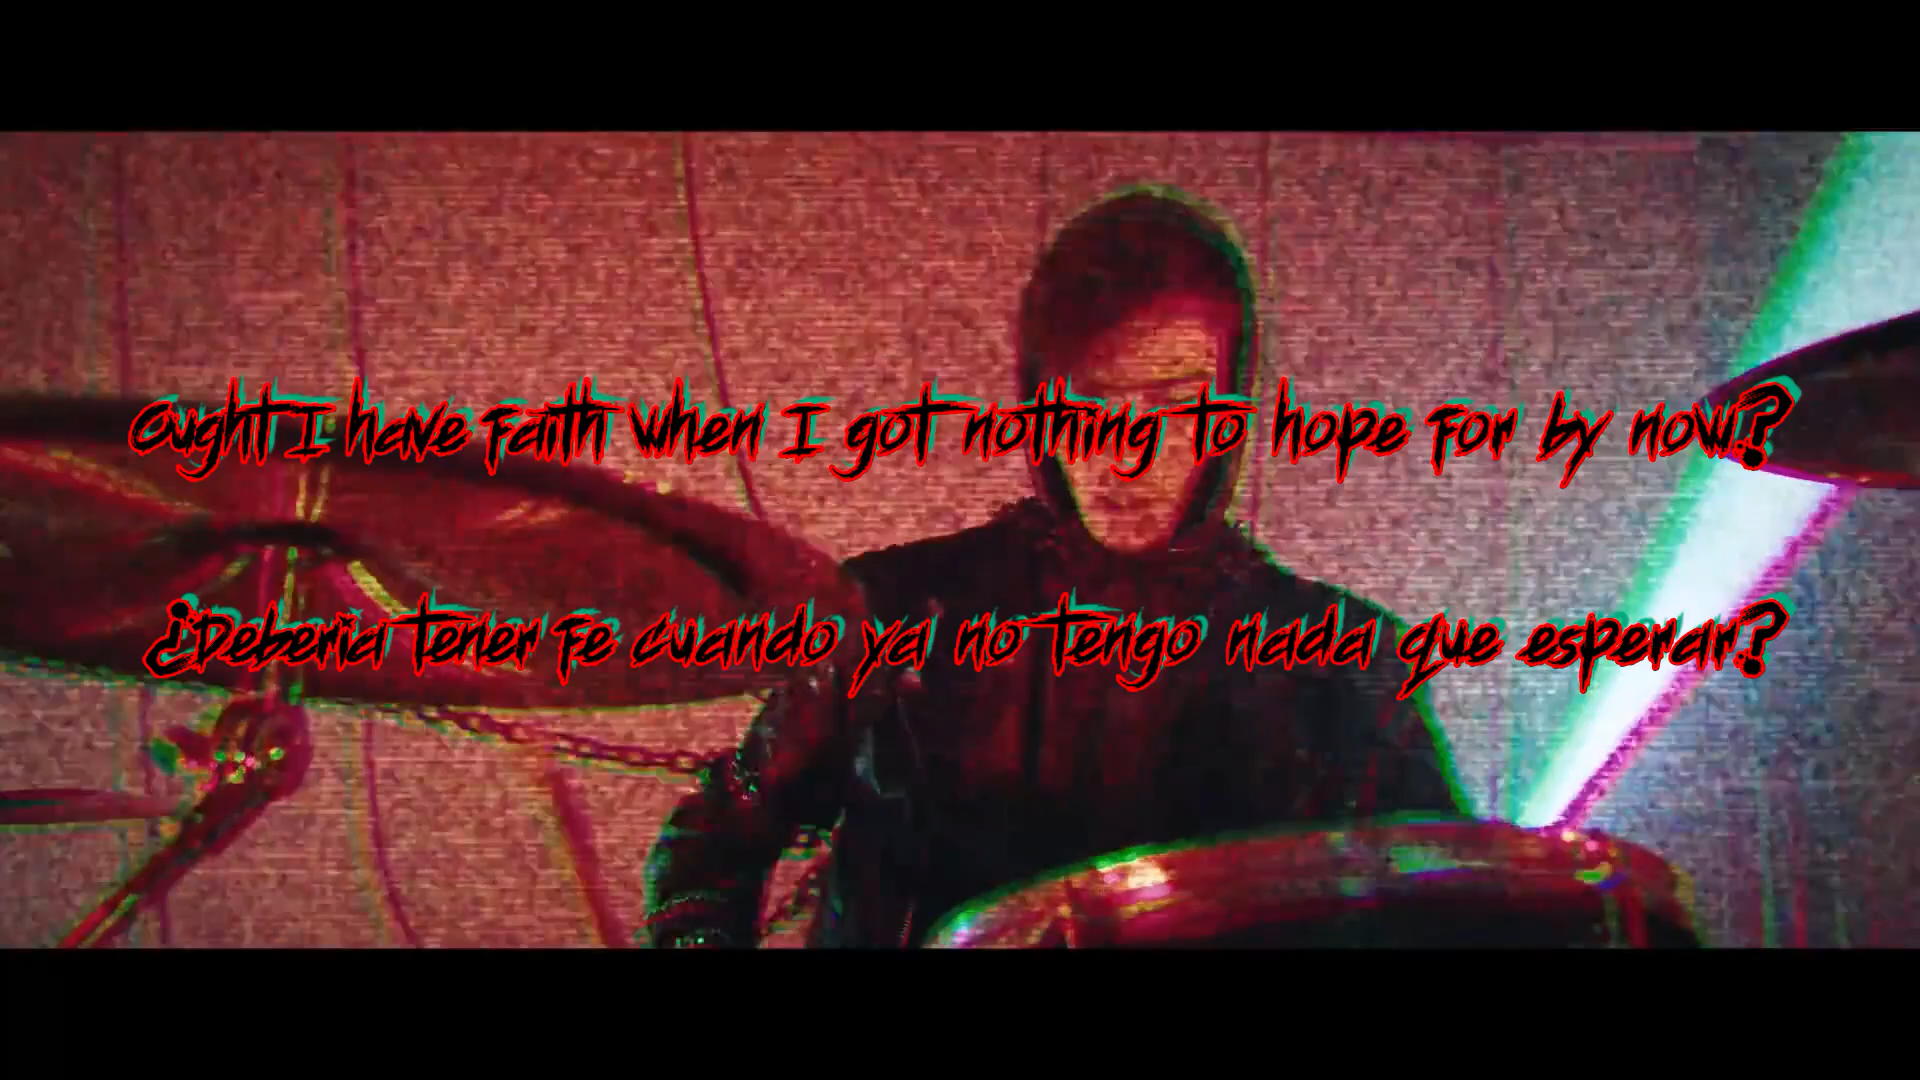 Ought I have faith when I got nothing to hope for by now?
¿Deberia tener fe cuando ya no tengo nada que esperar?